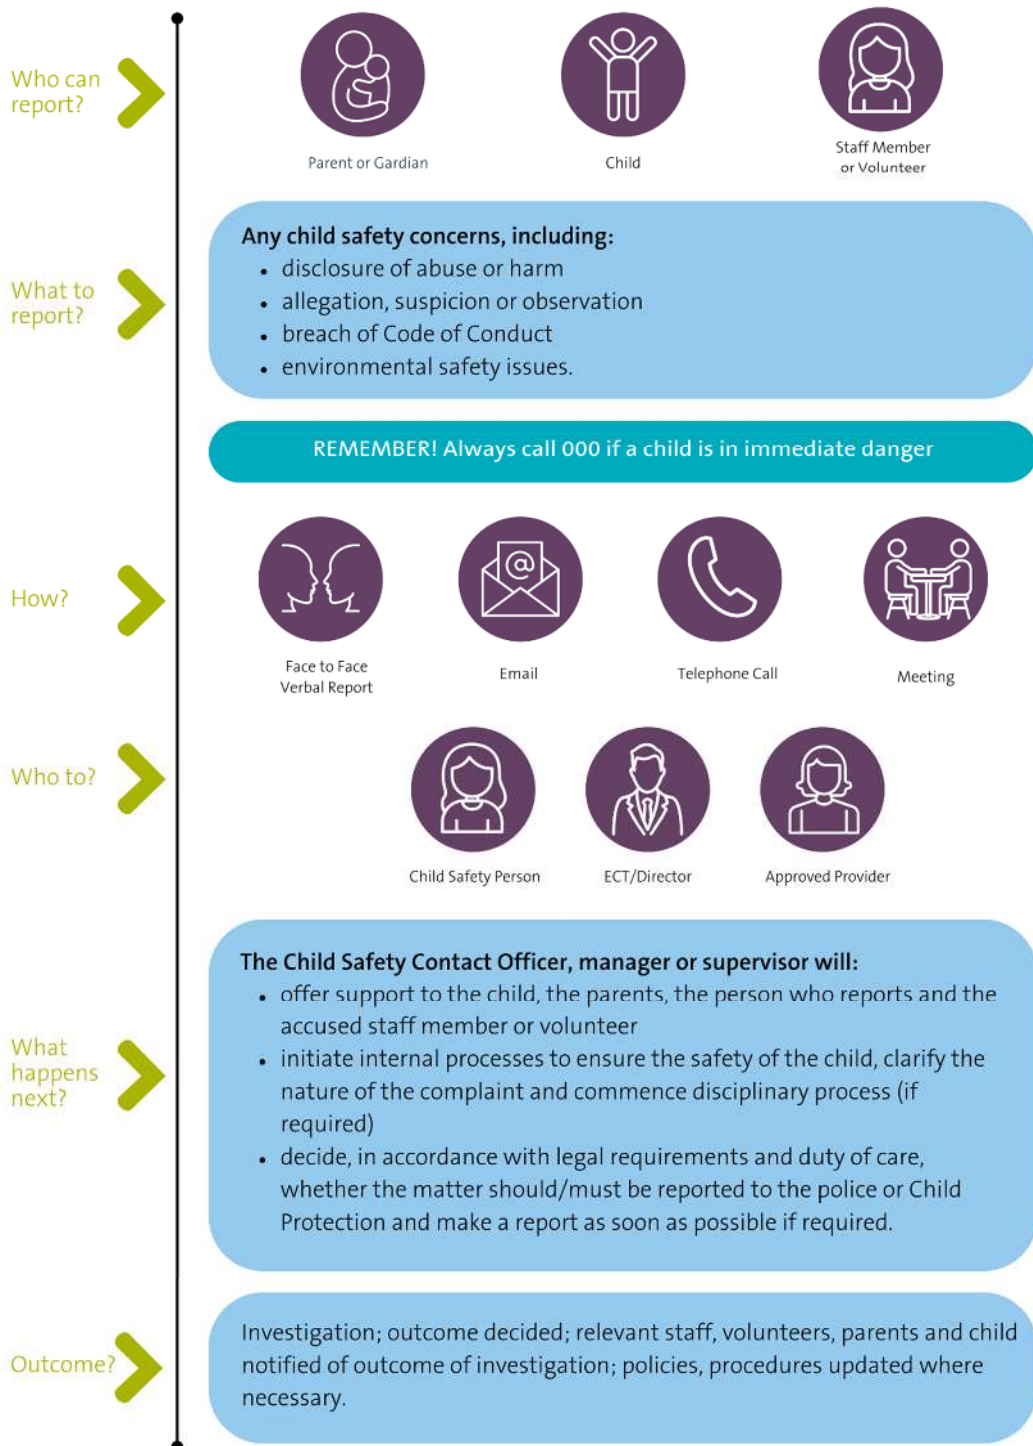 Who can
report?
Parent or Gardian
Child
Staff Member
or Volunteer
What to
report?
Any child safety concerns, including:
• disclosure of abuse or harm
• allegation, suspicion or observation
• breach of Code of Conduct
• environmental safety issues.
REMEMBER! Always call 000 if a child is in immediate danger
How?
Face to Face
Verbal Report
@
Email
Telephone Call
Meeting
Who to?
Child Safety Person
ECT/Director
Approved Provider
What
happens
next?
The Child Safety Contact Officer, manager or supervisor will:
• offer support to the child, the parents, the person who reports and the
accused staff member or volunteer
• initiate internal processes to ensure the safety of the child, clarify the
nature of the complaint and commence disciplinary process (if
required)
• decide, in accordance with legal requirements and duty of care,
whether the matter should/must be reported to the police or Child
Protection and make a report as soon as possible if required.
Outcome?
Investigation; outcome decided; relevant staff, volunteers, parents and child
notified of outcome of investigation; policies, procedures updated where
necessary.